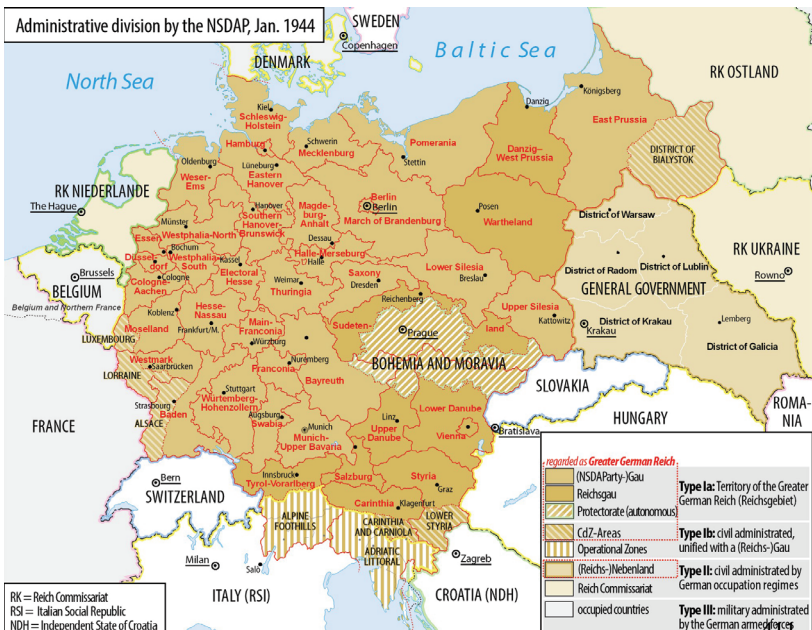 Administrative division by the NSDAP, Jan. 1944
SWEDEN
Copenhagen
DENMARK
North Sea
Baltic Sea
RK OSTLAND
Königsberg
Danzig
Kiel
Schleswig-
Holstein
East Prussia
Hamburg
Schwerin
Mecklenburg
Pomerania
Stettin
Danzig–
West Prussia
DISTRICT OF
BIALYSTOK
Oldenburg
Weser-
Ems
Lüneburg
Eastern
Hanover
RK NIEDERLANDE
The Hague
Hanover
Southern
Hanover-
Brunswick
Magde-
burg-
Anhalt
Berlin
Berlin
March of Brandenburg
Posen
Wartheland
District of Warsaw
Münster
Westphalia-North
Essen
Bochum
Düssel-
dorf
Westphalia-
South
Cologne
Cologne-
Aachen
Kassel
Electoral
Hesse
Dessau
Halle-Merseburg
Halle
Weimar
Thuringia
Saxony
Dresden
Lower Silesia
Breslau
District of Radom
District of Lublin
RK UKRAINE
Rowno
GENERAL GOVERNMENT
Brussels
BELGIUM
Belgium and Northern France
Koblenz
Hesse-
Nassau
Frankfurt/M.
Moselland
LUXEMBOURG
Main-
Franconia
Würzburg
Reichenberg
Sudeten-
land
Prague
BOHEMIA AND MORAVIA
Upper Silesia
Kattowitz
Krakau
District of Krakau
Lemberg
District of Galicia
Westmark
Saarbrücken
LORRAINE
Franconia
Nuremberg
Bayreuth
SLOVAKIA
ROMA-
NIA
Strasbourg
ALSACE
Baden
Stuttgart
Würtemberg-
Hohenzollern
Augsburg
Swabia
Munich
Munich-
Upper Bavaria
Linz
Upper
Danube
Lower Danube
Vienna
Bratislava
HUNGARY
FRANCE
Bern
SWITZERLAND
Innsbruck
Tyrol-Vorarlberg
Salzburg
Styria
Graz
Carinthia
Klagenfurt
ALPINE
FOOTHILLS
CARINTHIA
AND CARNIOLA
LOWER
STYRIA
ADRIATIC
LITTORAL
Milan
Salò
ITALY (RSI)
Zagreb
CROATIA (NDH)
RK = Reich Commissariat
RSI = Italian Social Republic
NDH = Independent State of Croatia
regarded as Greater German Reich
(NSDAParty-)Gau
Reichsgau
Protectorate (autonomous)
Type Ia: Territory of the Greater
German Reich (Reichsgebiet)
CdZ-Areas
Operational Zones
Type Ib: civil administrated,
unified with a (Reichs-)Gau
(Reichs-)Nebenland
Reich Commissariat
Type II: civil administrated by
German occupation regimes
occupied countries
Type III: military administrated
by the German armed forces